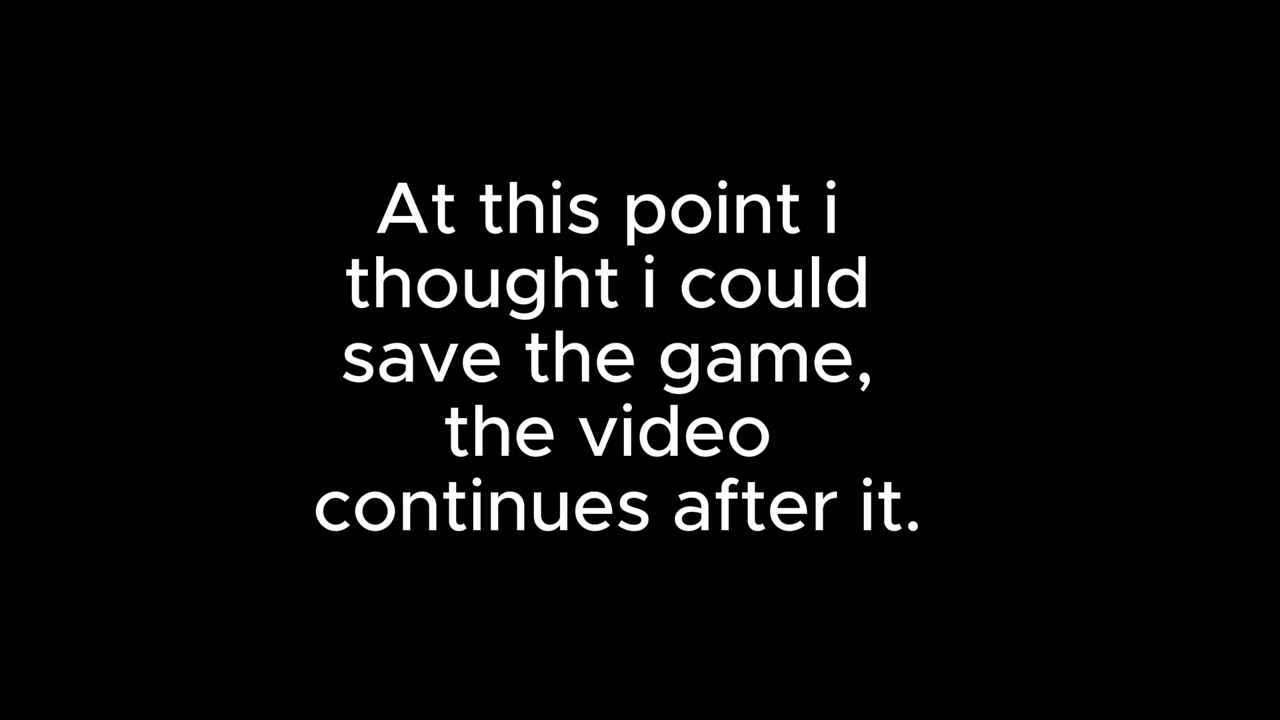 At this point i
thought i could
save the game,
the video
continues after it.